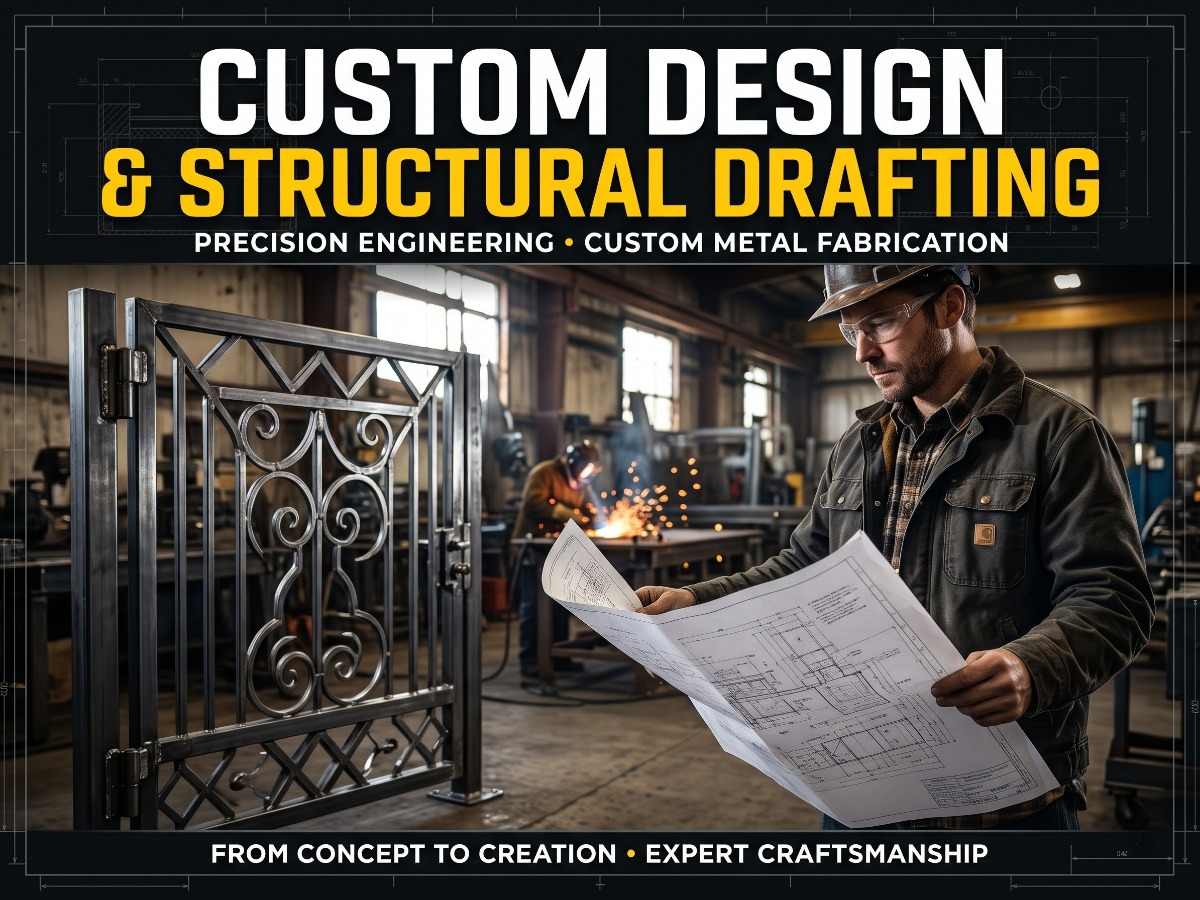 CUSTOM DESIGN
& STRUCTURAL DRAFTING
PRECISION ENGINEERING • CUSTOM METAL FABRICATION
FROM CONCEPT TO CREATION • EXPERT CRAFTSMANSHIP